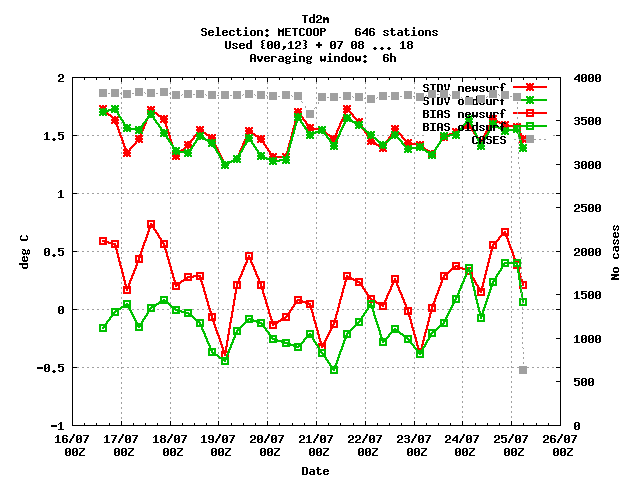 Td2m
Selection: METCOOP 646 stations
Used {00,12} + 07 08 ... 18
Averaging window: 6h
2
1.5
1
0.5
0
-0.5
-1
deg C
STDV newsurf
STDV oldsurf
BIAS newsurf
BIAS oldsurf
CASES
4000
3500
3000
2500
2000
1500
1000
500
0
No cases
16/07 17/07 18/07 19/07 20/07 21/07 22/07 23/07 24/07 25/07 26/07
00Z 00Z 00Z 00Z 00Z 00Z 00Z 00Z 00Z 00Z 00Z
Date